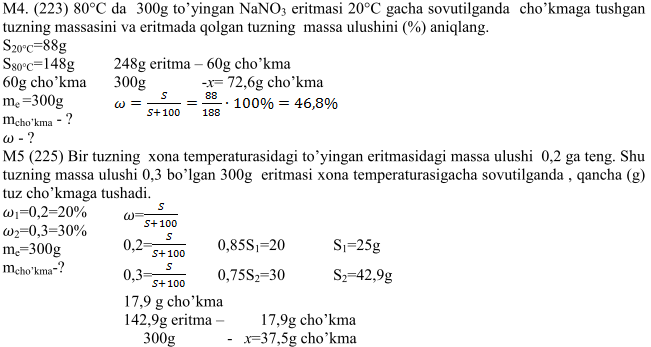 M4. (223) 80°C da 300g to’yingan NaNO₃ eritmasi 20°C gacha sovutilganda cho’kmaga tushgan
tuzning massasini va eritmada qolgan tuzning massa ulushini (%) aniqlang.
S₂₀°C=88g
S₈₀°C=148g 248g eritma – 60g cho’kma
60g cho’kma 300g -x= 72,6g cho’kma
mₑ =300g ω = S/(S+100) = 88/188 · 100% = 46,8%
mcho’kma - ?
ω - ?
M5 (225) Bir tuzning xona temperaturasidagi to’yingan eritmasidagi massa ulushi 0,2 ga teng. Shu
tuzning massa ulushi 0,3 bo’lgan 300g eritmasi xona temperaturasigacha sovutilganda , qancha (g)
tuz cho’kmaga tushadi.
ω₁=0,2=20% ω=S/(S+100)
ω₂=0,3=30%
mₑ=300g 0,2=S/(S+100) 0,85S₁=20 S₁=25g
mcho’kma-?
0,3=S/(S+100) 0,75S₂=30 S₂=42,9g
17,9 g cho’kma
142,9g eritma – 17,9g cho’kma
300g - x=37,5g cho’kma